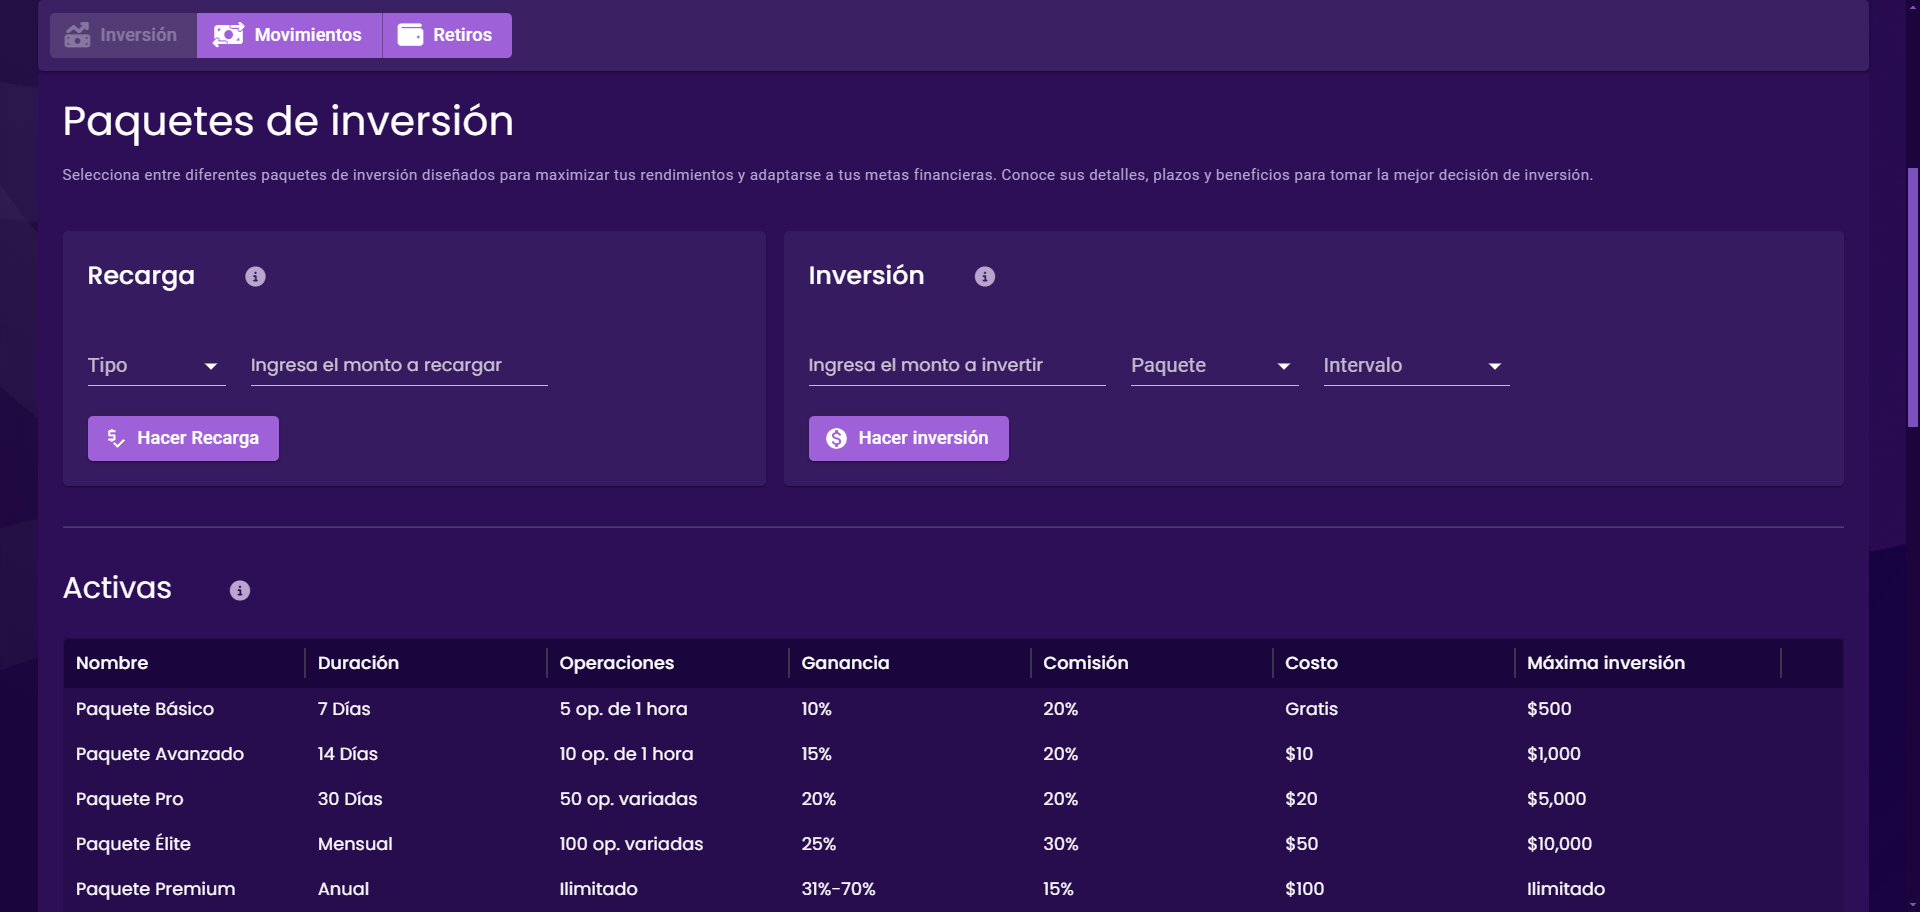 Inversión Movimientos Retiros
Paquetes de inversión
Selecciona entre diferentes paquetes de inversión diseñados para maximizar tus rendimientos y adaptarse a tus metas financieras. Conoce sus detalles, plazos y beneficios para tomar la mejor decisión de inversión.
Recarga
Tipo Ingresa el monto a recargar
Hacer Recarga
Inversión
Ingresa el monto a invertir Paquete Intervalo
Hacer inversión
Activas
Nombre Duración Operaciones Ganancia Comisión Costo Máxima inversión
Paquete Básico 7 Días 5 op. de 1 hora 10% 20% Gratis $500
Paquete Avanzado 14 Días 10 op. de 1 hora 15% 20% $10 $1,000
Paquete Pro 30 Días 50 op. variadas 20% 20% $20 $5,000
Paquete Élite Mensual 100 op. variadas 25% 30% $50 $10,000
Paquete Premium Anual Ilimitado 31%-70% 15% $100 Ilimitado